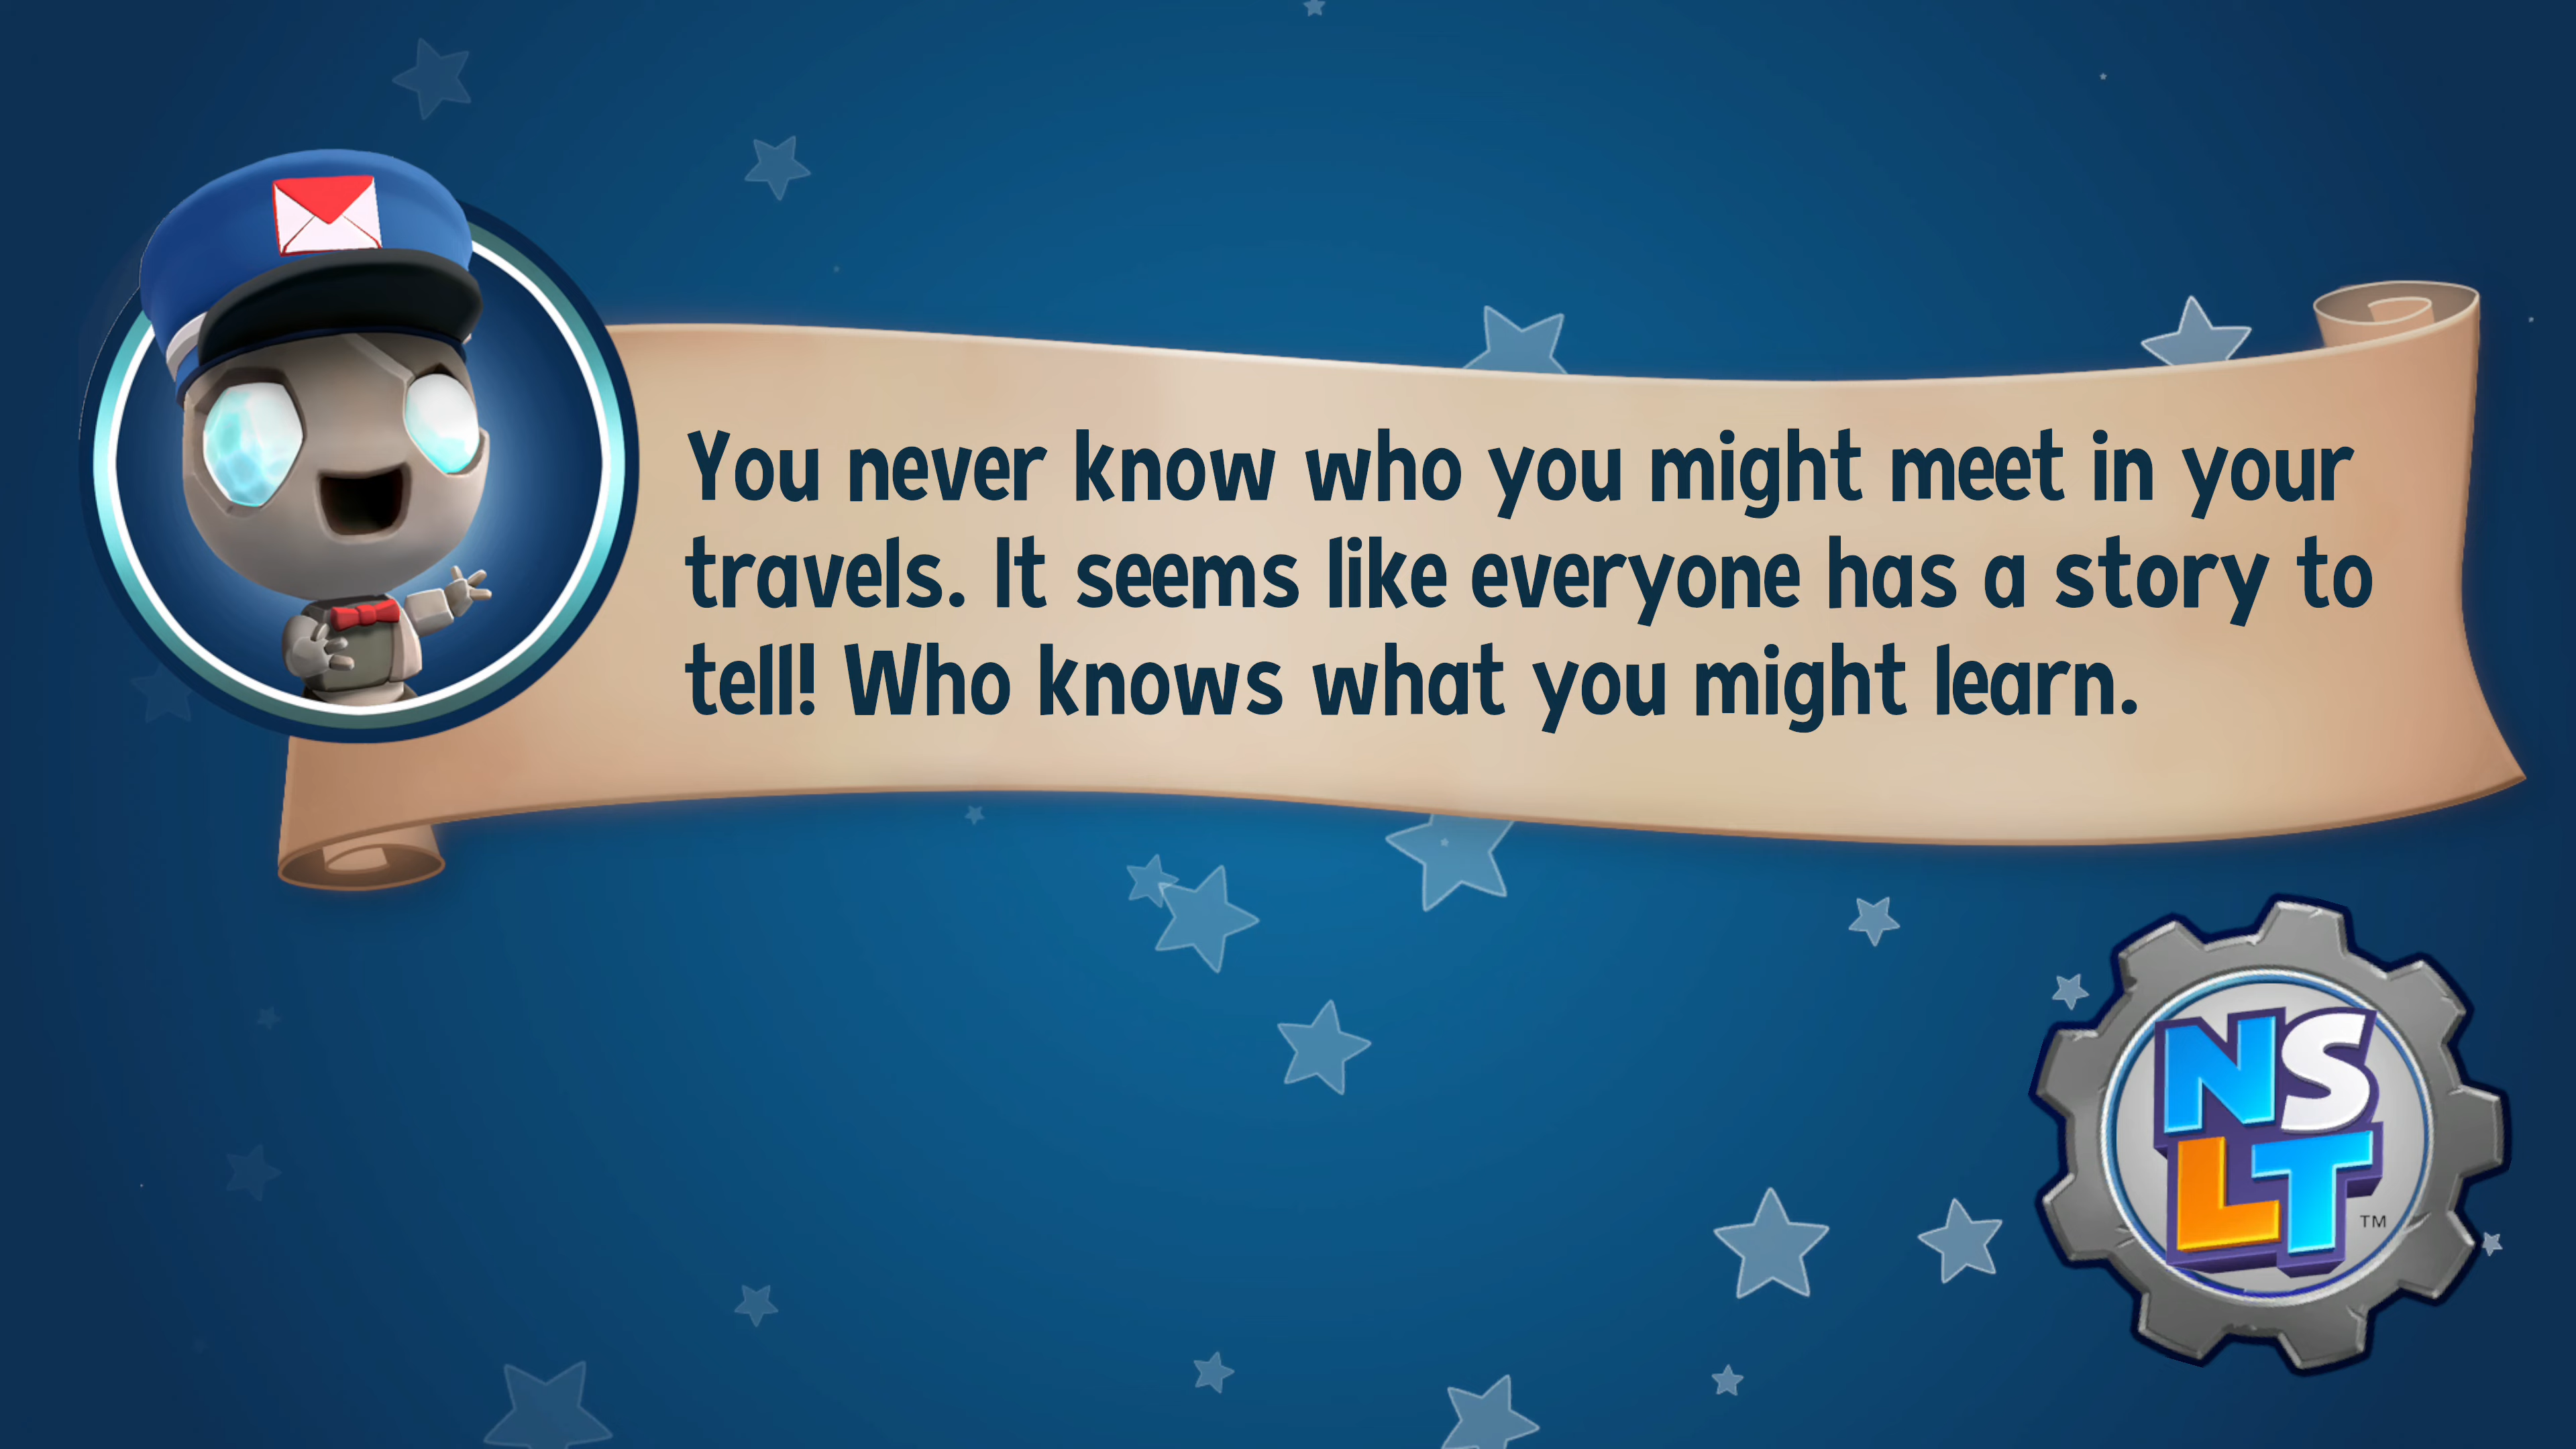 You never know who you might meet in your
travels. It seems like everyone has a story to
tell! Who knows what you might learn.
NS
LT
TM